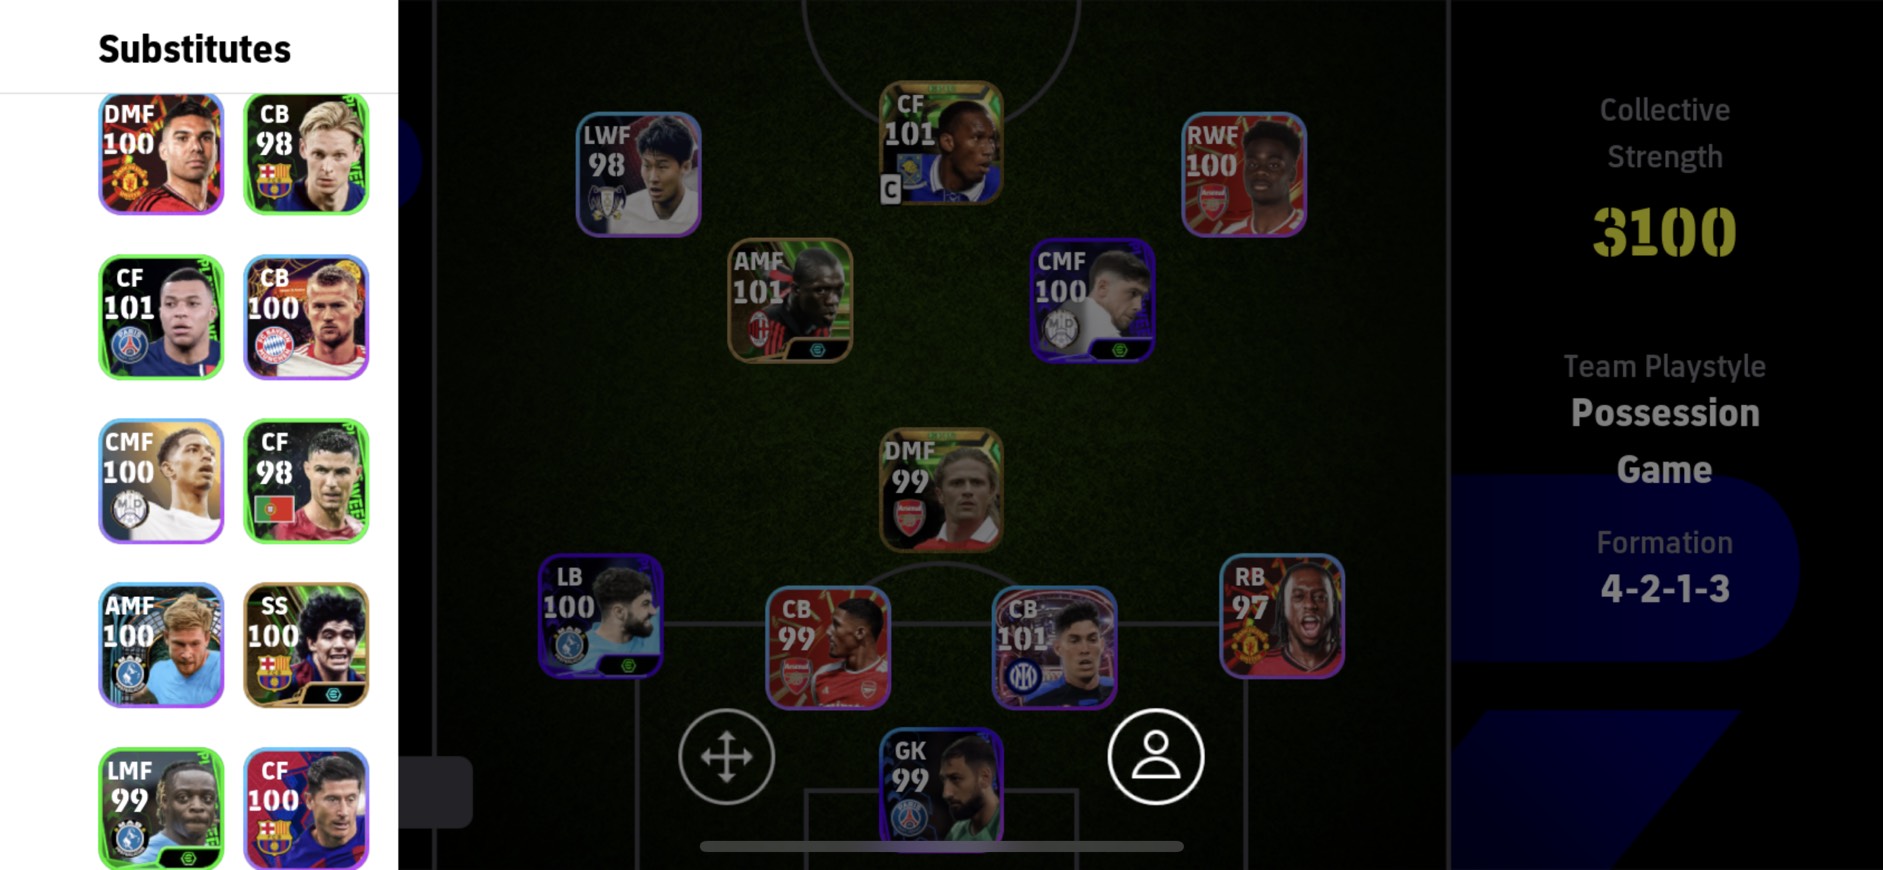 Substitutes
DMF
100
CB
98
CF
101
CB
100
CMF
100
CF
98
AMF
100
SS
100
LMF
99
CF
100
LWF
98
CF
101
C
RWF
100
AMF
101
CMF
100
DMF
99
LB
100
CB
99
CB
101
RB
97
GK
99
Collective
Strength
3100
Team Playstyle
Possession
Game
Formation
4-2-1-3